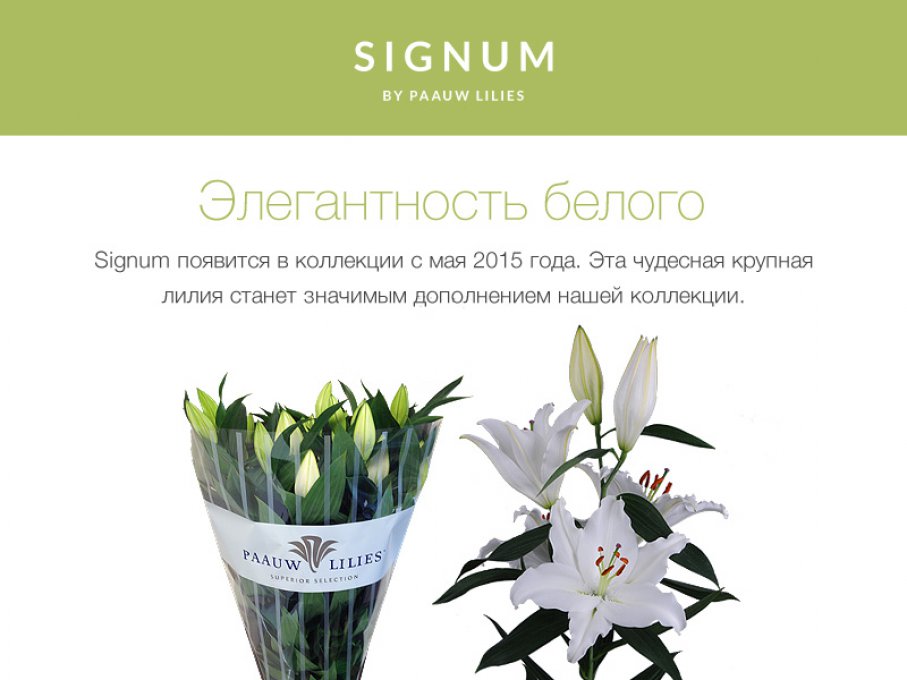 SIGNUM
BY PAAUW LILIES
Элегантность белого
Signum появится в коллекции с мая 2015 года. Эта чудесная крупная
лилия станет значимым дополнением нашей коллекции.
PAAUW LILIES
SUPERIOR SELECTION